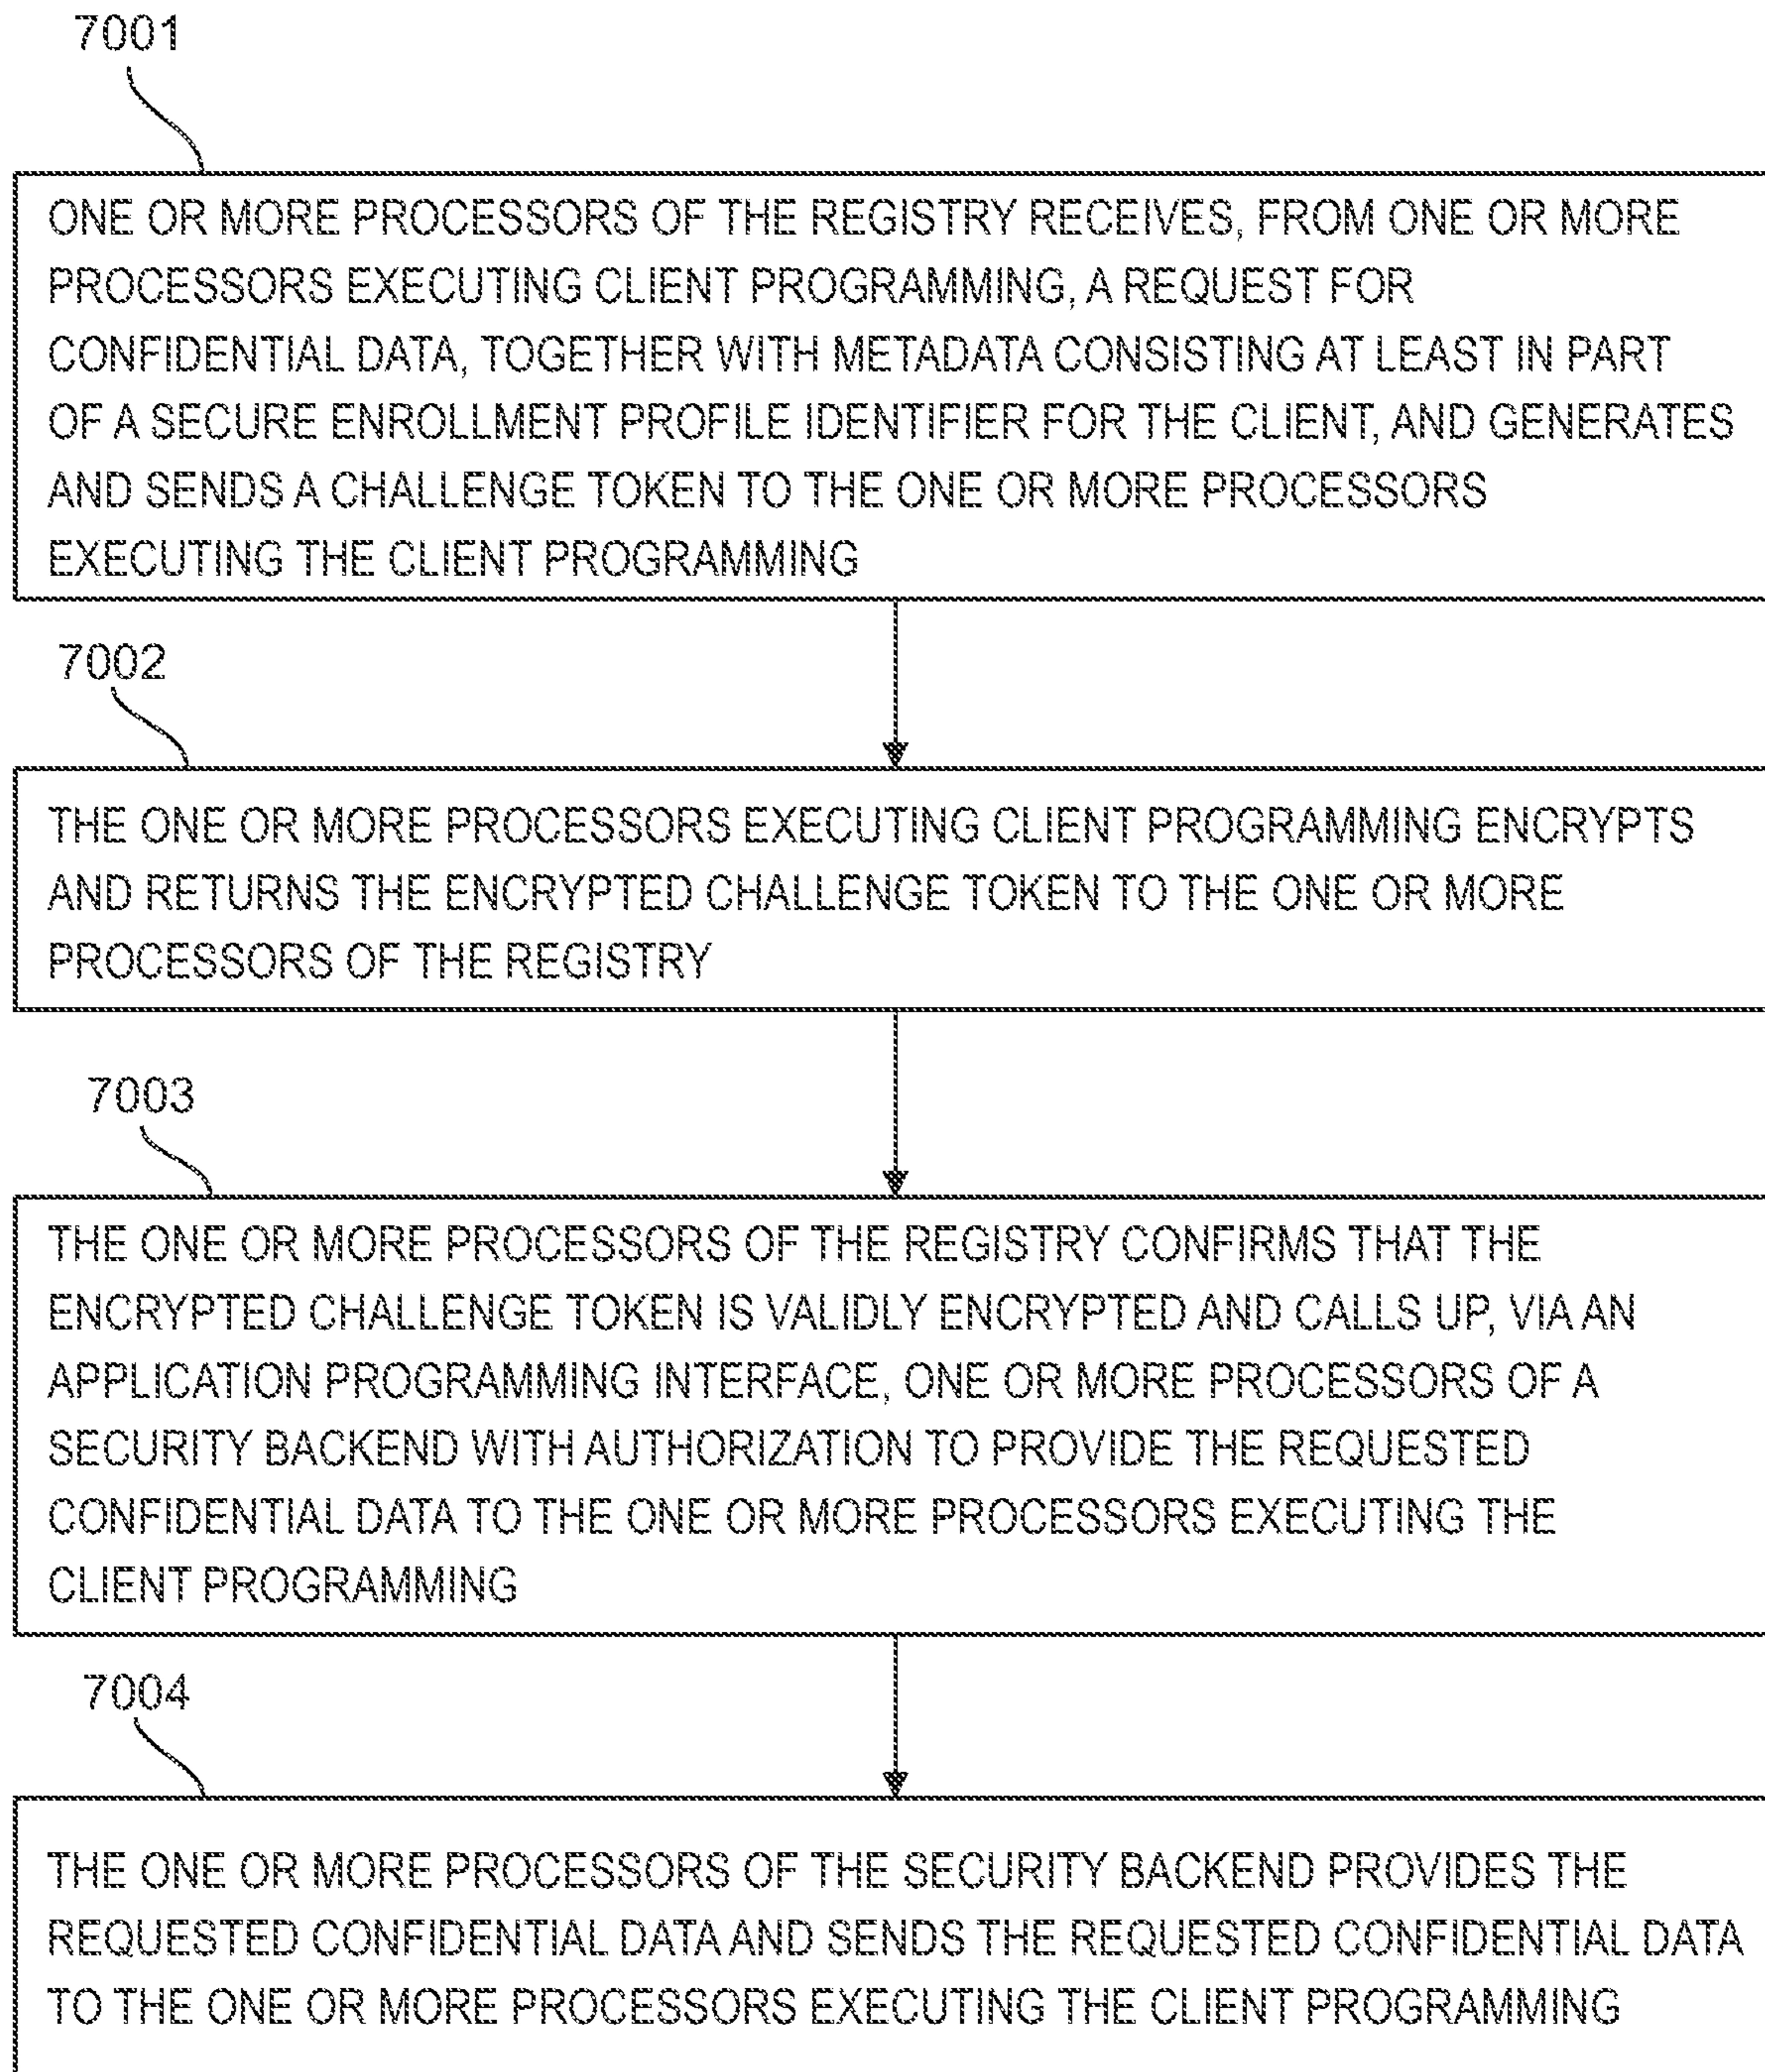 7001
ONE OR MORE PROCESSORS OF THE REGISTRY RECEIVES, FROM ONE OR MORE
PROCESSORS EXECUTING CLIENT PROGRAMMING, A REQUEST FOR
CONFIDENTIAL DATA, TOGETHER WITH METADATA CONSISTING AT LEAST IN PART
OF A SECURE ENROLLMENT PROFILE IDENTIFIER FOR THE CLIENT, AND GENERATES
AND SENDS A CHALLENGE TOKEN TO THE ONE OR MORE PROCESSORS
EXECUTING THE CLIENT PROGRAMMING
7002
THE ONE OR MORE PROCESSORS EXECUTING CLIENT PROGRAMMING ENCRYPTS
AND RETURNS THE ENCRYPTED CHALLENGE TOKEN TO THE ONE OR MORE
PROCESSORS OF THE REGISTRY
7003
THE ONE OR MORE PROCESSORS OF THE REGISTRY CONFIRMS THAT THE
ENCRYPTED CHALLENGE TOKEN IS VALIDLY ENCRYPTED AND CALLS UP, VIA AN
APPLICATION PROGRAMMING INTERFACE, ONE OR MORE PROCESSORS OF A
SECURITY BACKEND WITH AUTHORIZATION TO PROVIDE THE REQUESTED
CONFIDENTIAL DATA TO THE ONE OR MORE PROCESSORS EXECUTING THE
CLIENT PROGRAMMING
7004
THE ONE OR MORE PROCESSORS OF THE SECURITY BACKEND PROVIDES THE
REQUESTED CONFIDENTIAL DATA AND SENDS THE REQUESTED CONFIDENTIAL DATA
TO THE ONE OR MORE PROCESSORS EXECUTING THE CLIENT PROGRAMMING